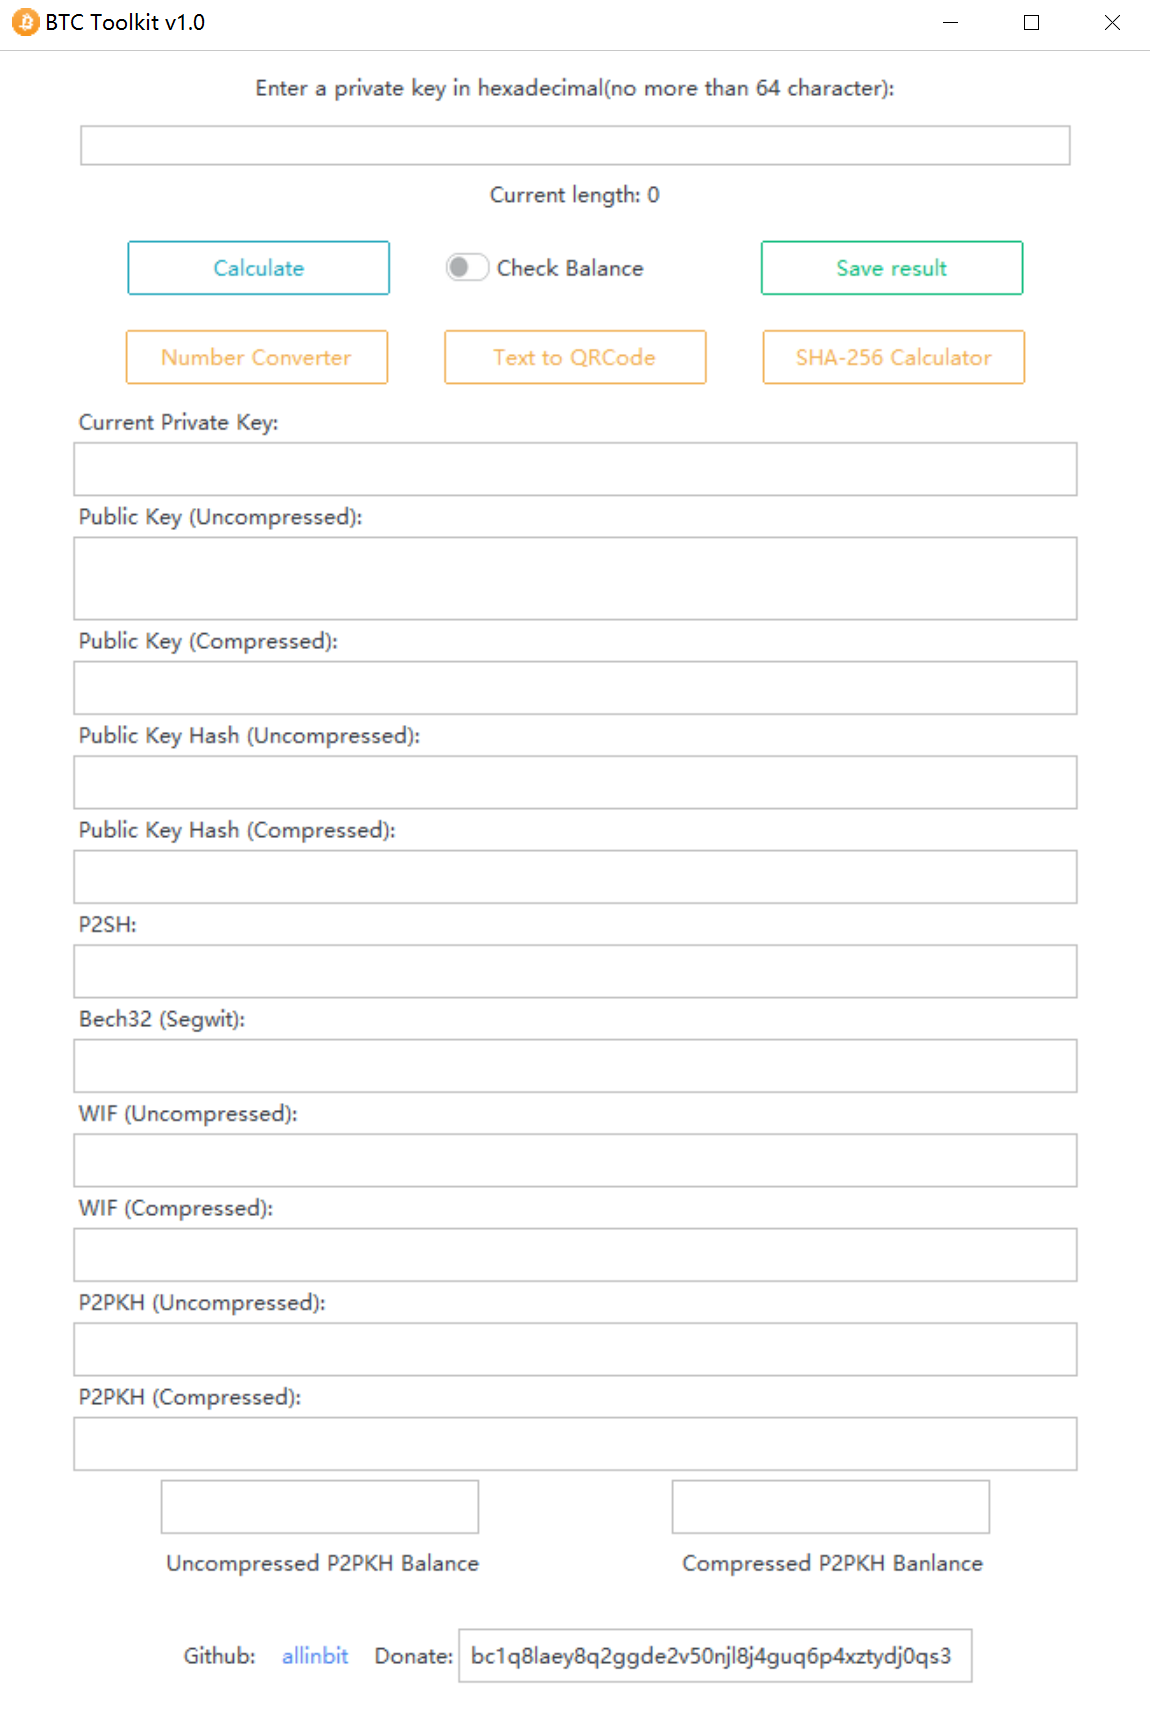 BTC Toolkit v1.0
Enter a private key in hexadecimal(no more than 64 character):
Current length: 0
Calculate Check Balance Save result
Number Converter Text to QRCode SHA-256 Calculator
Current Private Key:
Public Key (Uncompressed):
Public Key (Compressed):
Public Key Hash (Uncompressed):
Public Key Hash (Compressed):
P2SH:
Bech32 (Segwit):
WIF (Uncompressed):
WIF (Compressed):
P2PKH (Uncompressed):
P2PKH (Compressed):
Uncompressed P2PKH Balance Compressed P2PKH Banlance
Github: allinbit Donate: bc1q8laey8q2ggde2v50njl8j4guq6p4xztydj0qs3